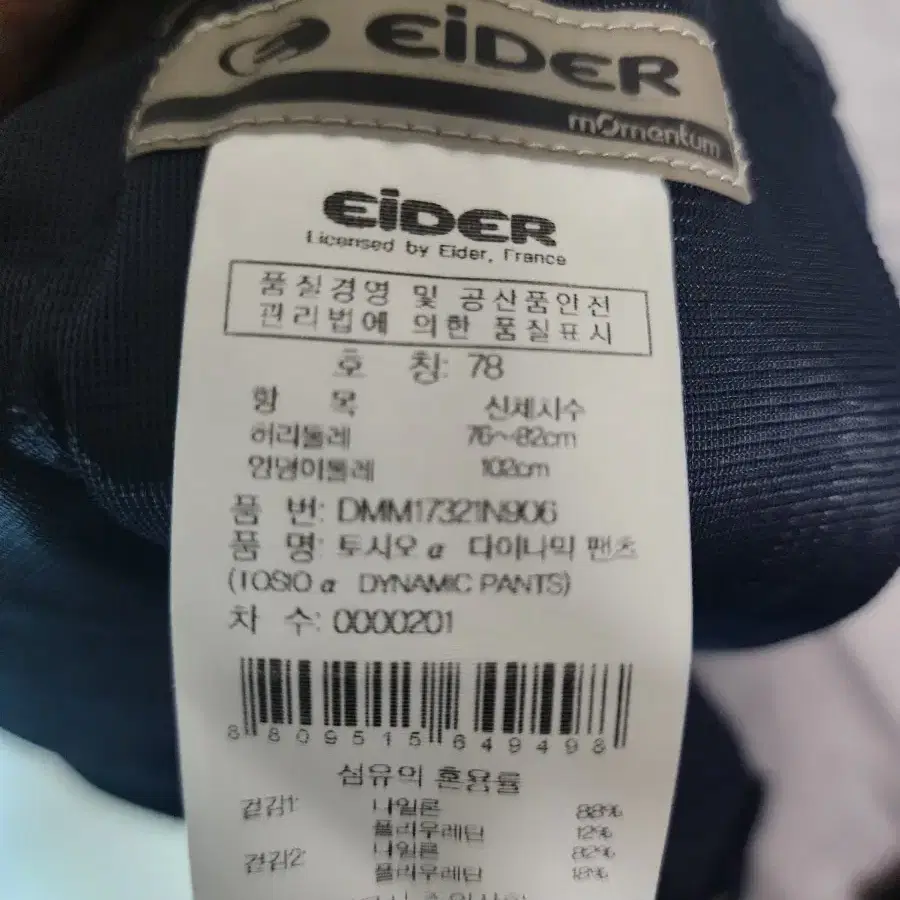 EiDER
momentum
EiDER
Licensed by Eider, France
품질경영 및 공산품안전
관리법에 의한 품질표시
호 칭: 78
항 목 신체치수
허리둘레 76~82cm
엉덩이둘레 102cm
품 번: DMM17321N906
품 명: 토시오 α 다이나믹 팬츠
(TOSIO α DYNAMIC PANTS)
차 수: 0000201
8 809515 649498
섬유의 혼용률
겉감1: 나일론 88%
폴리우레탄 12%
겉감2: 나일론 82%
폴리우레탄 18%